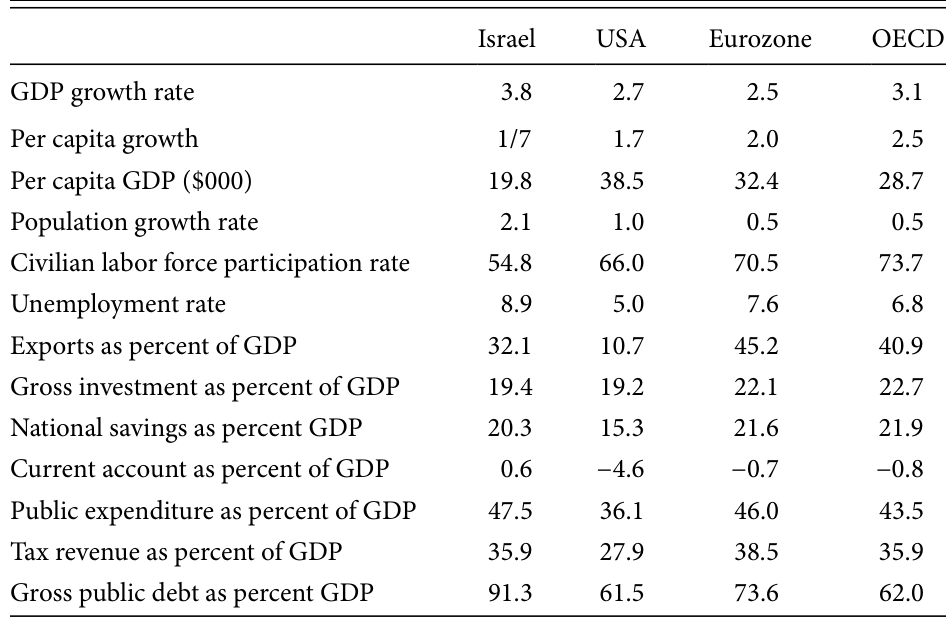 Israel USA Eurozone OECD
GDP growth rate 3.8 2.7 2.5 3.1
Per capita growth 1/7 1.7 2.0 2.5
Per capita GDP ($000) 19.8 38.5 32.4 28.7
Population growth rate 2.1 1.0 0.5 0.5
Civilian labor force participation rate 54.8 66.0 70.5 73.7
Unemployment rate 8.9 5.0 7.6 6.8
Exports as percent of GDP 32.1 10.7 45.2 40.9
Gross investment as percent of GDP 19.4 19.2 22.1 22.7
National savings as percent GDP 20.3 15.3 21.6 21.9
Current account as percent of GDP 0.6 −4.6 −0.7 −0.8
Public expenditure as percent of GDP 47.5 36.1 46.0 43.5
Tax revenue as percent of GDP 35.9 27.9 38.5 35.9
Gross public debt as percent GDP 91.3 61.5 73.6 62.0